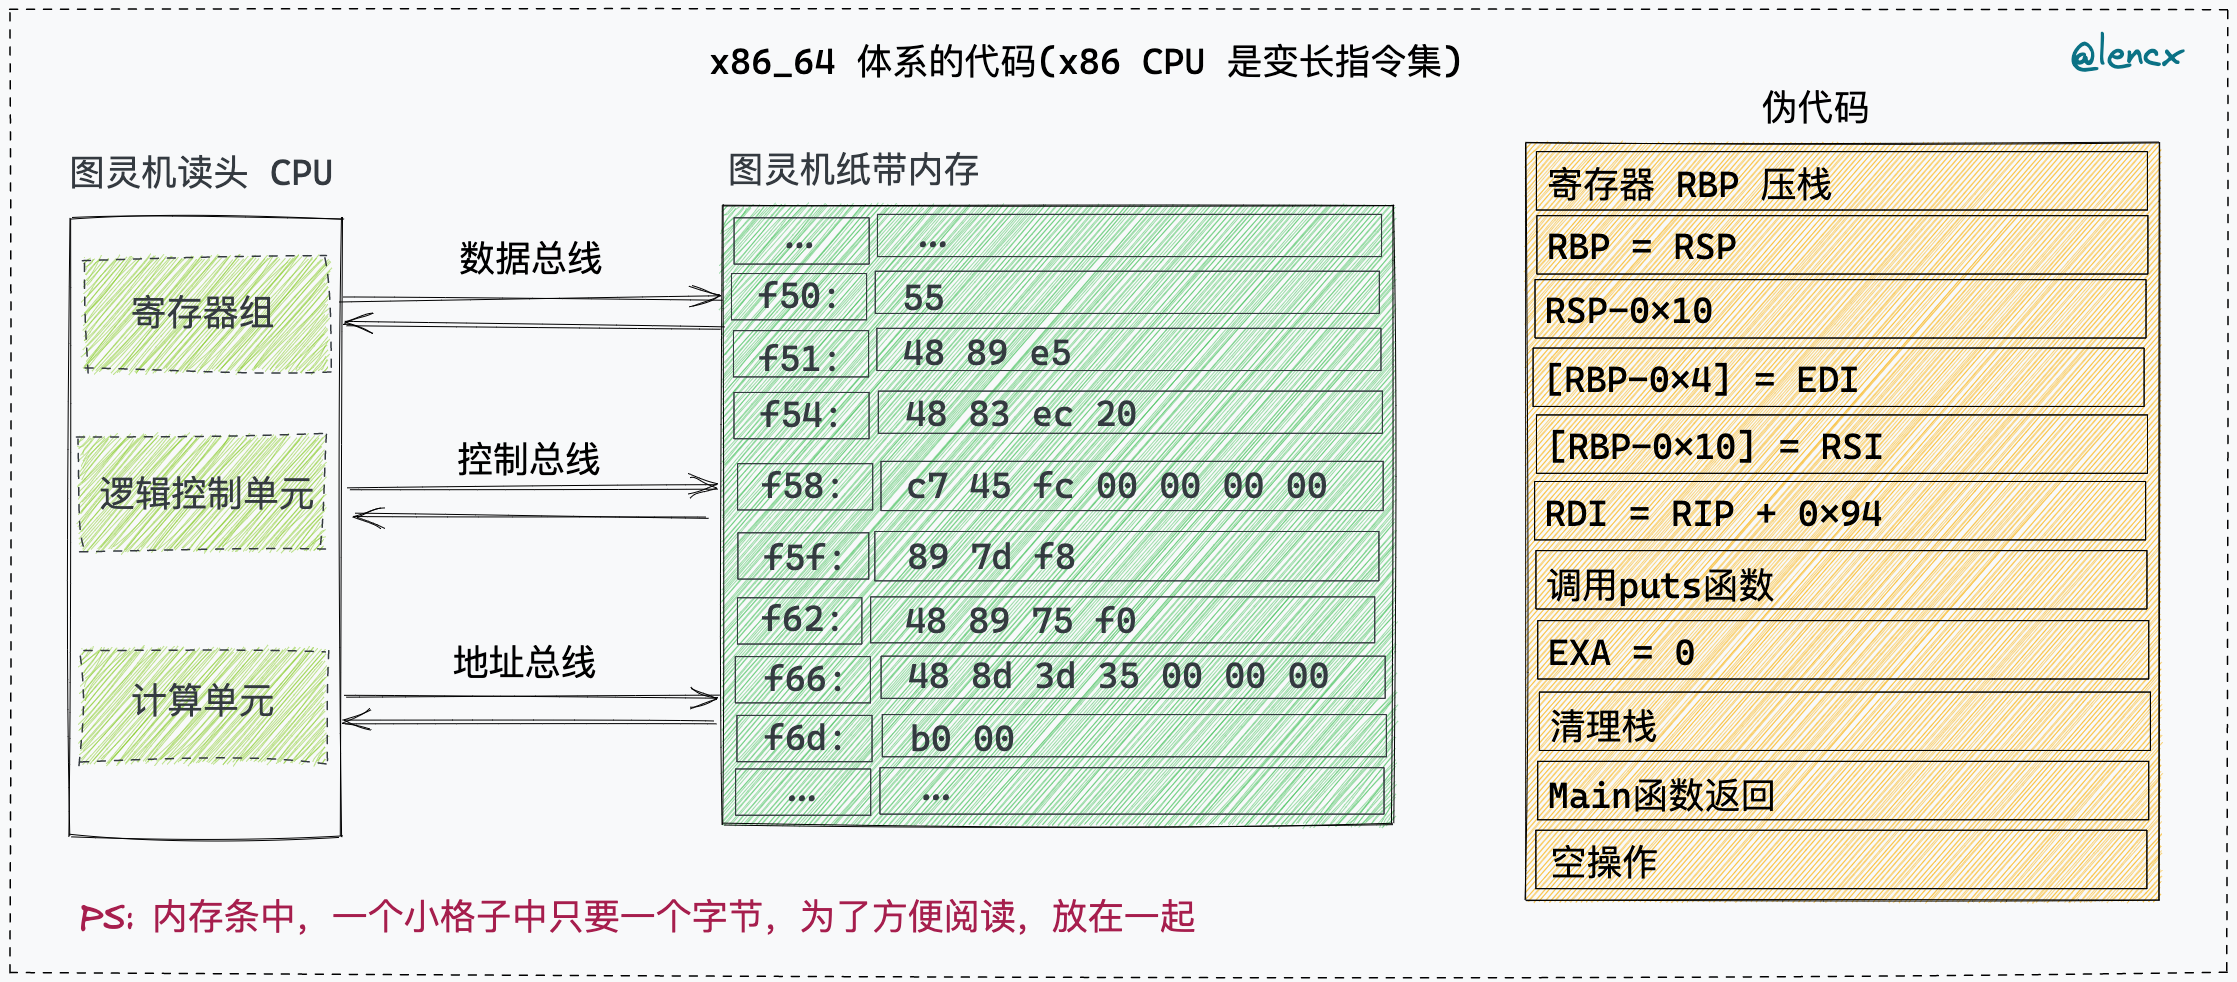 x86_64 体系的代码(x86 CPU 是变长指令集)
@lencx
伪代码
图灵机读头 CPU
寄存器组
逻辑控制单元
计算单元
数据总线
控制总线
地址总线
图灵机纸带内存
... ...
f50: 55
f51: 48 89 e5
f54: 48 83 ec 20
f58: c7 45 fc 00 00 00 00
f5f: 89 7d f8
f62: 48 89 75 f0
f66: 48 8d 3d 35 00 00 00
f6d: b0 00
... ...
寄存器 RBP 压栈
RBP = RSP
RSP-0×10
[RBP-0×4] = EDI
[RBP-0×10] = RSI
RDI = RIP + 0×94
调用puts函数
EXA = 0
清理栈
Main函数返回
空操作
PS: 内存条中，一个小格子中只要一个字节，为了方便阅读，放在一起